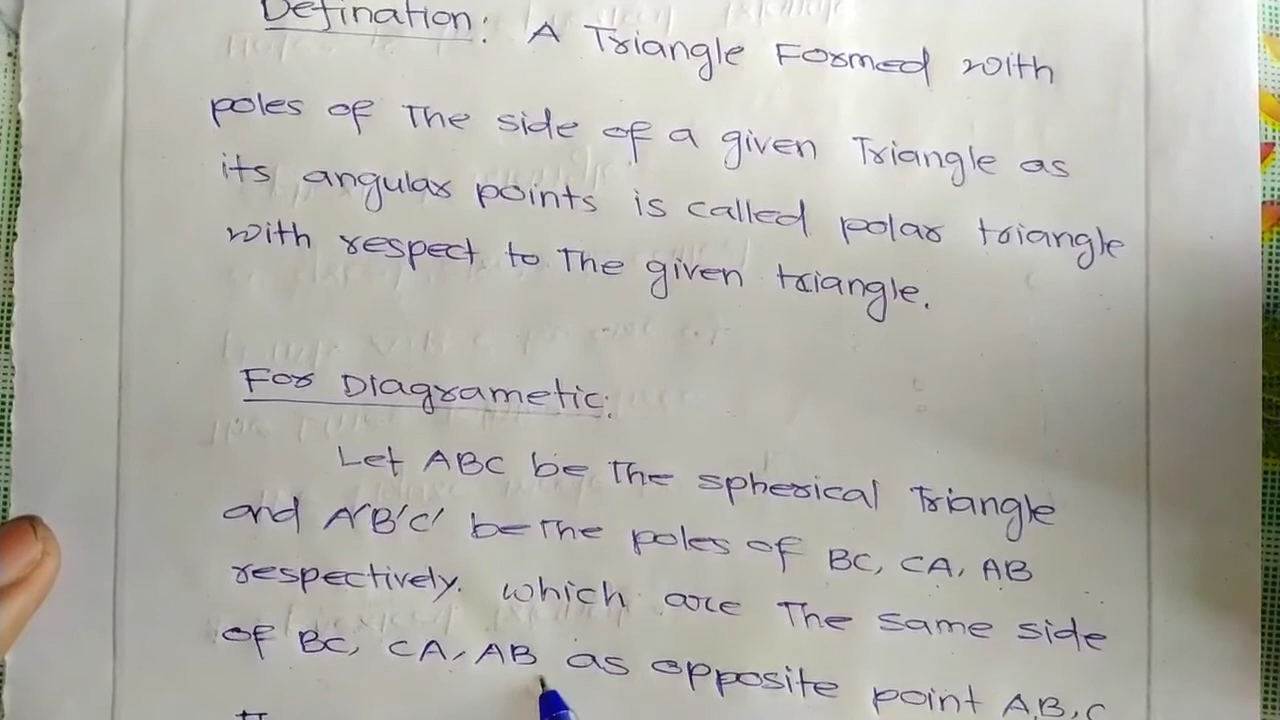 Defination: A Triangle Formed with
poles of The side of a given Triangle as
its angular points is called polar triangle
with respect to The given triangle.
For Diagrametic:
Let ABC be The spherical Triangle
and A'B'C' be The poles of BC, CA, AB
respectively. which are The same side
of BC, CA, AB as opposite point A,B,C